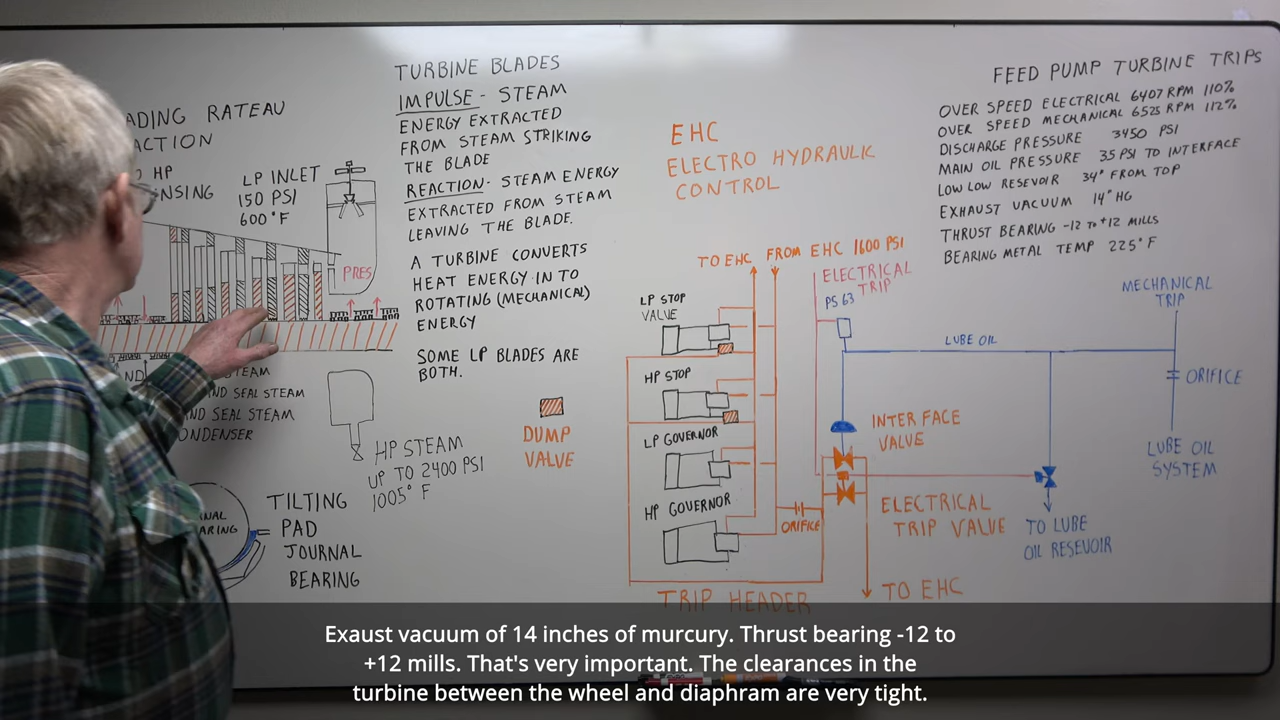 ADING RATEAU
ACTION
HP
NSING
LP INLET
150 PSI
600°F
PRES
STEAM
AND SEAL STEAM
AND SEAL STEAM
ONDENSER
HP STEAM
UP TO 2400 PSI
1005°F
NAL
ARING
TILTING
PAD
JOURNAL
BEARING
TURBINE BLADES
IMPULSE - STEAM
ENERGY EXTRACTED
FROM STEAM STRIKING
THE BLADE
REACTION- STEAM ENERGY
EXTRACTED FROM STEAM
LEAVING THE BLADE.
A TURBINE CONVERTS
HEAT ENERGY IN TO
ROTATING (MECHANICAL)
ENERGY
SOME LP BLADES ARE
BOTH.
DUMP
VALVE
EHC
ELECTRO HYDRAULIC
CONTROL
TO EHC FROM EHC 1600 PSI
LP STOP
VALVE
HP STOP
LP GOVERNOR
HP GOVERNOR
ELECTRICAL
TRIP
PS 63
LUBE OIL
INTERFACE
VALVE
ORIFICE
ELECTRICAL
TRIP VALVE
TRIP HEADER
TO EHC
TO LUBE
OIL RESEVOIR
MECHANICAL
TRIP
ORIFICE
LUBE OIL
SYSTEM
FEED PUMP TURBINE TRIPS
OVER SPEED ELECTRICAL 6407 RPM 110%
OVER SPEED MECHANICAL 6525 RPM 112%
DISCHARGE PRESSURE 3450 PSI
MAIN OIL PRESSURE 35 PSI TO INTERFACE
LOW LOW RESEVOIR 34" FROM TOP
EXHAUST VACUUM 14" HG
THRUST BEARING -12 TO +12 MILLS
BEARING METAL TEMP 225°F
Exaust vacuum of 14 inches of murcury. Thrust bearing -12 to
+12 mills. That's very important. The clearances in the
turbine between the wheel and diaphram are very tight.